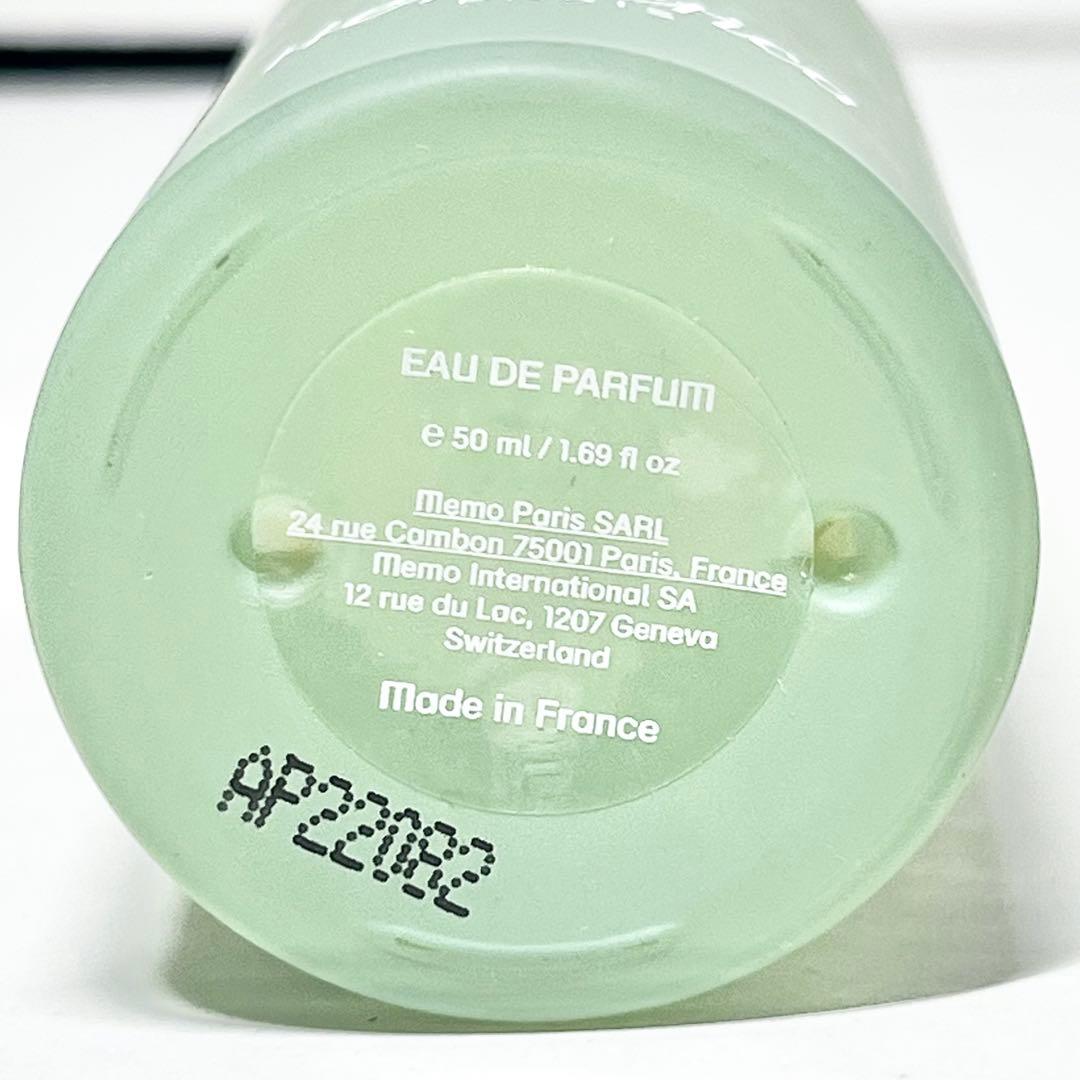 EAU DE PARFUM
℮ 50 ml / 1.69 fl oz
Memo Paris SARL
24 rue Cambon 75001 Paris, France
Memo International SA
12 rue du Lac, 1207 Geneva
Switzerland
Made in France
AP22082